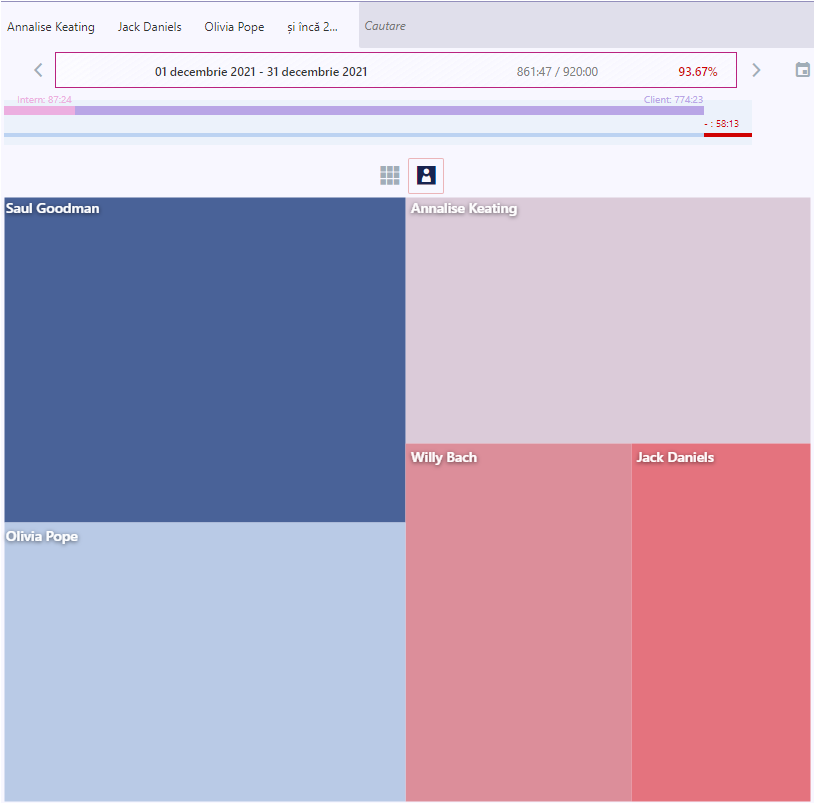 Annalise Keating Jack Daniels Olivia Pope și încă 2... Cautare
01 decembrie 2021 - 31 decembrie 2021 861:47 / 920:00 93.67%
Intern: 87:24 Client: 774:23
- : 58:13
Saul Goodman Annalise Keating
Willy Bach Jack Daniels
Olivia Pope